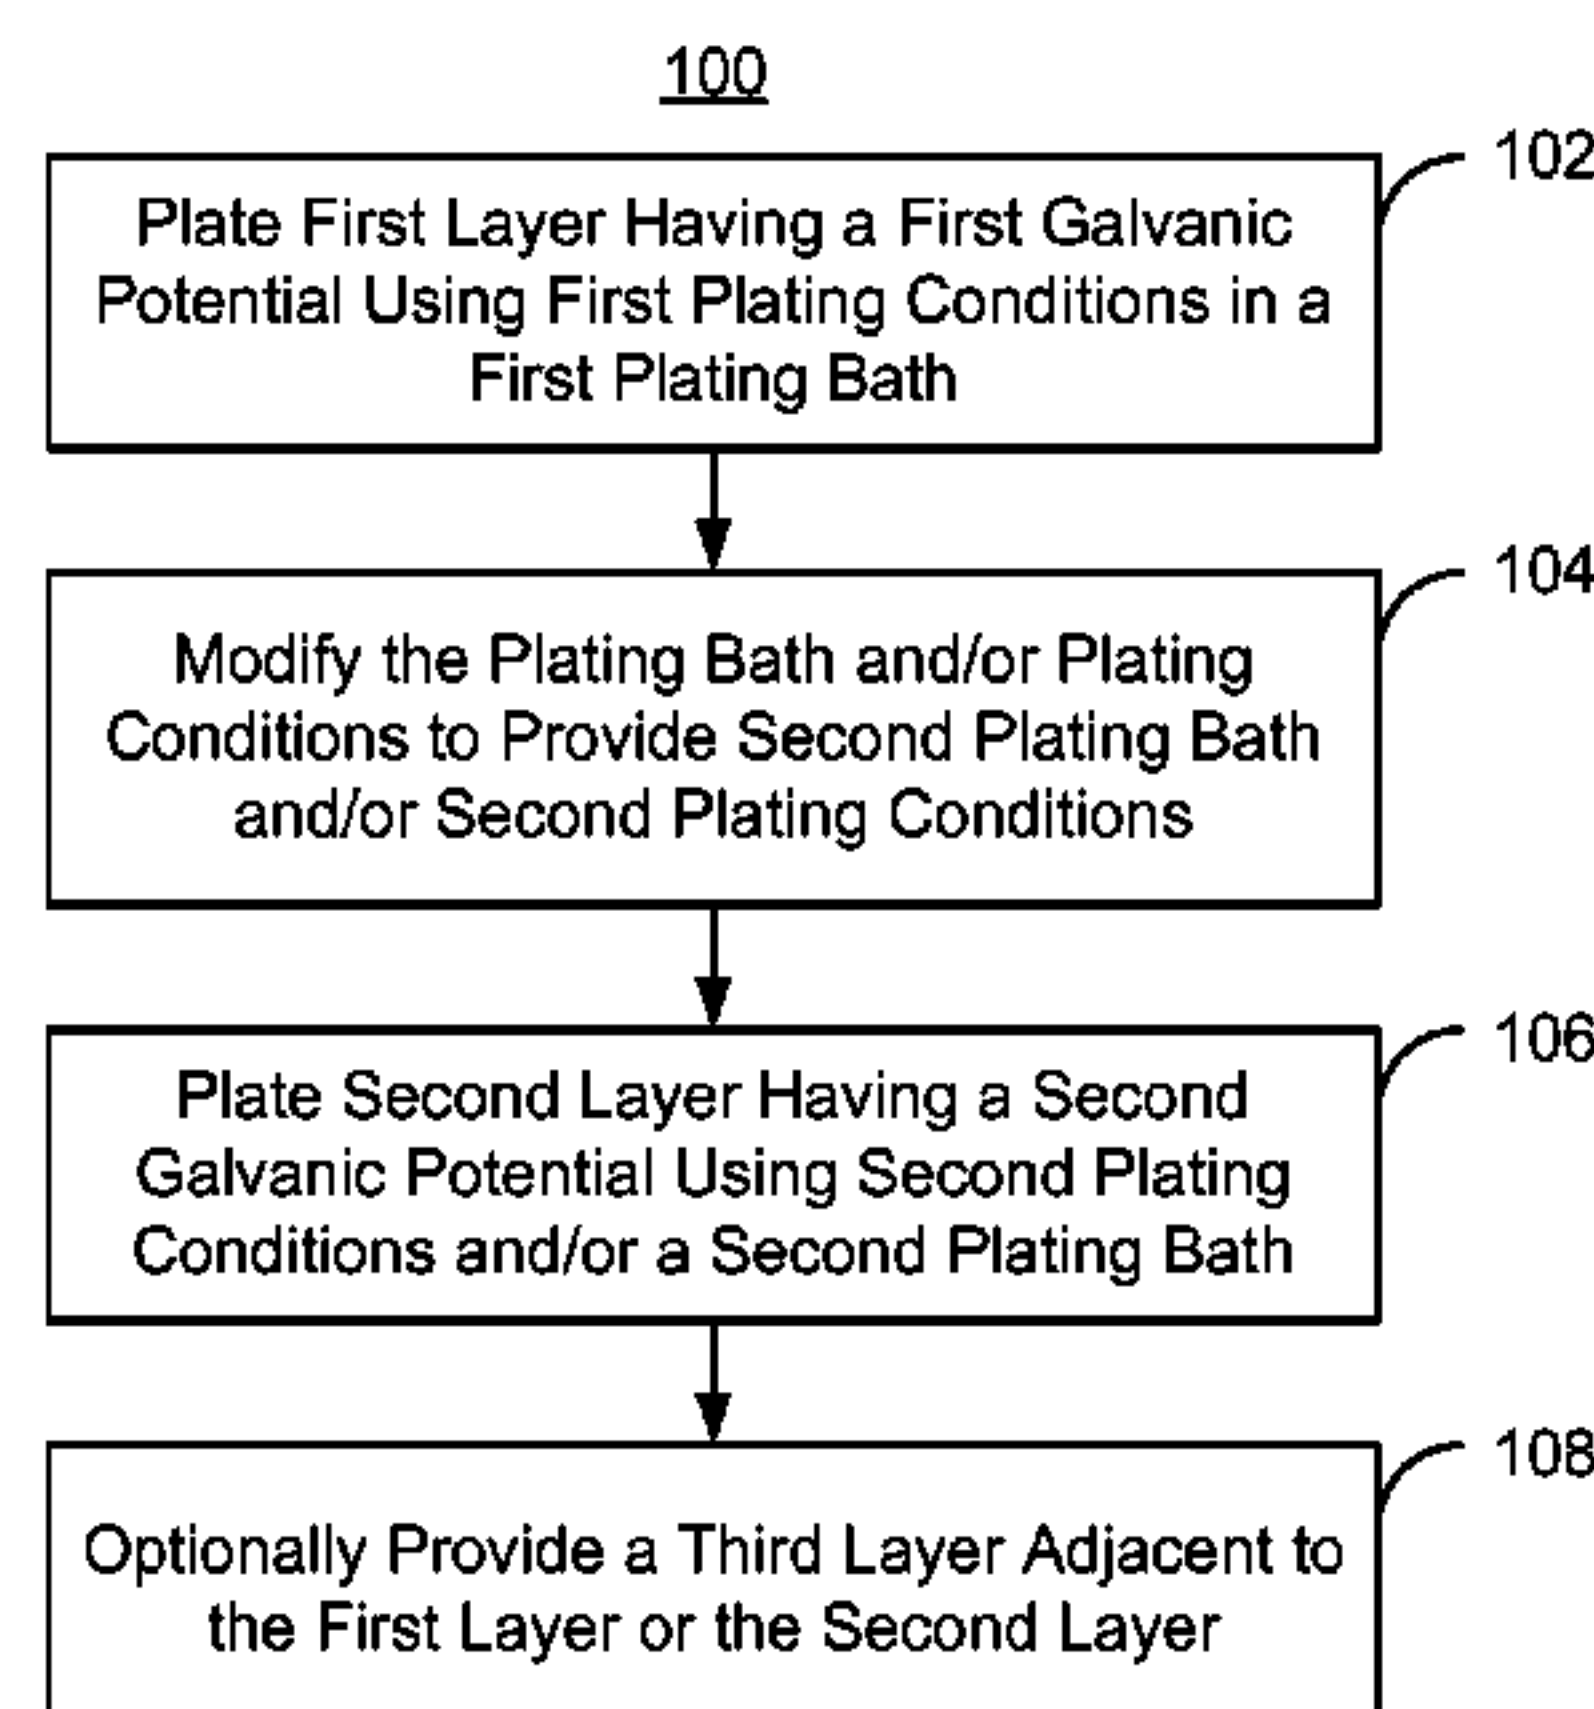 100
102
Plate First Layer Having a First Galvanic
Potential Using First Plating Conditions in a
First Plating Bath
104
Modify the Plating Bath and/or Plating
Conditions to Provide Second Plating Bath
and/or Second Plating Conditions
106
Plate Second Layer Having a Second
Galvanic Potential Using Second Plating
Conditions and/or a Second Plating Bath
108
Optionally Provide a Third Layer Adjacent to
the First Layer or the Second Layer